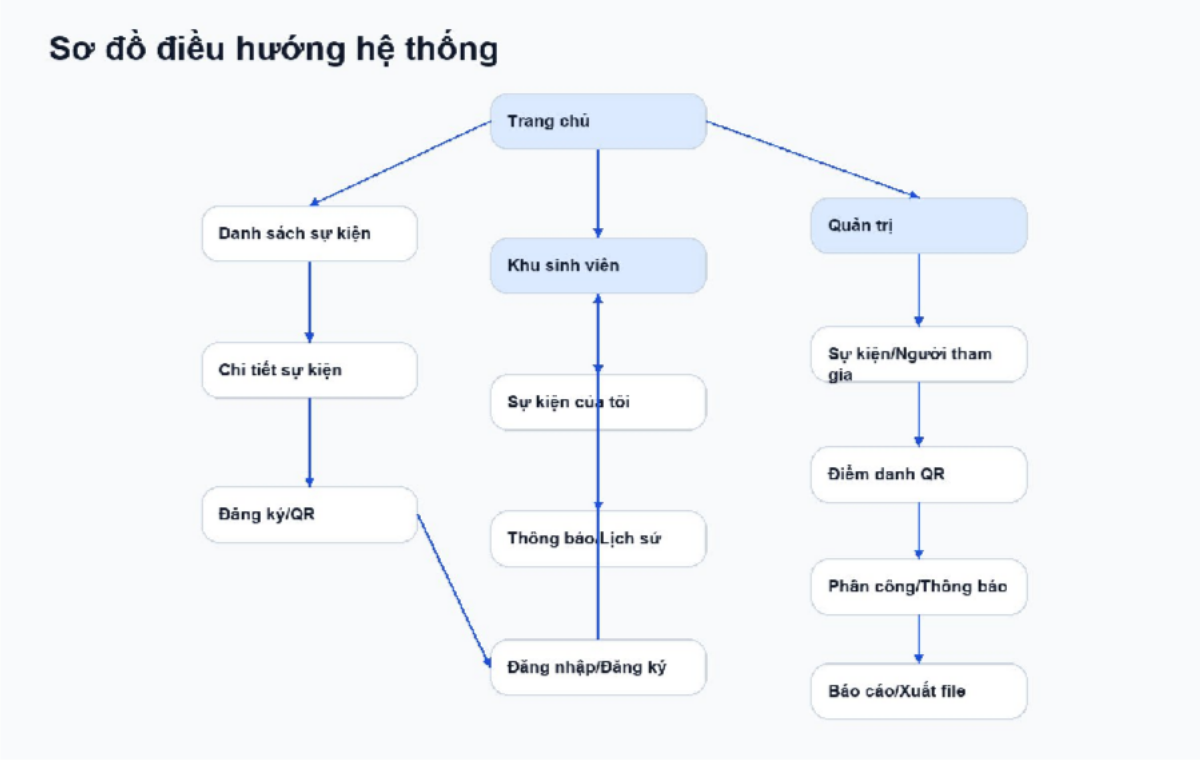 Sơ đồ điều hướng hệ thống
Trang chủ
Danh sách sự kiện
Quản trị
Khu sinh viên
Chi tiết sự kiện
Sự kiện/Người tham
gia
Sự kiện của tôi
Điểm danh QR
Đăng ký/QR
Thông báo/Lịch sử
Phân công/Thông báo
Đăng nhập/Đăng ký
Báo cáo/Xuất file